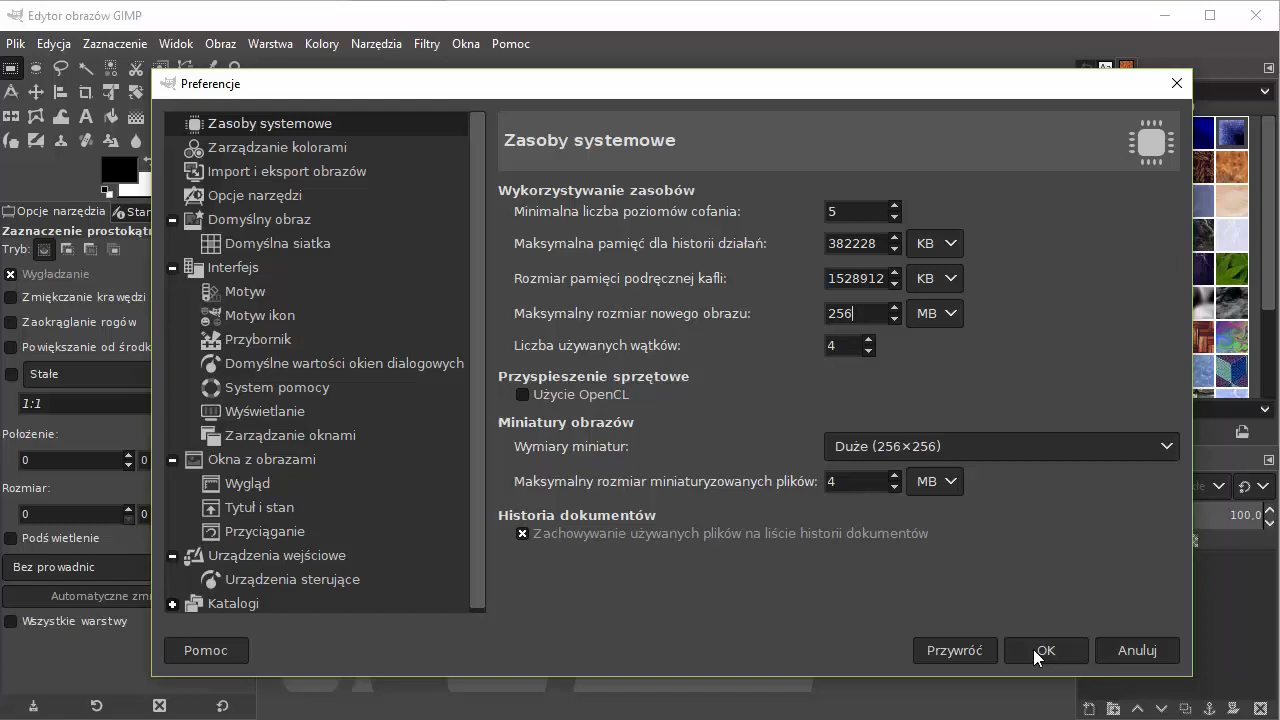 Edytor obrazów GIMP
Plik Edycja Zaznaczenie Widok Obraz Warstwa Kolory Narzędzia Filtry Okna Pomoc
Preferencje
Zasoby systemowe
Zarządzanie kolorami
Import i eksport obrazów
Opcje narzędzi
Domyślny obraz
Domyślna siatka
Interfejs
Motyw
Motyw ikon
Przybornik
Domyślne wartości okien dialogowych
System pomocy
Wyświetlanie
Zarządzanie oknami
Okna z obrazami
Wygląd
Tytuł i stan
Przyciąganie
Urządzenia wejściowe
Urządzenia sterujące
Katalogi
Zasoby systemowe
Wykorzystywanie zasobów
Minimalna liczba poziomów cofania: 5
Maksymalna pamięć dla historii działań: 382228 KB
Rozmiar pamięci podręcznej kafli: 1528912 KB
Maksymalny rozmiar nowego obrazu: 256 MB
Liczba używanych wątków: 4
Przyspieszenie sprzętowe
Użycie OpenCL
Miniatury obrazów
Wymiary miniatur: Duże (256×256)
Maksymalny rozmiar miniaturyzowanych plików: 4 MB
Historia dokumentów
Zachowywanie używanych plików na liście historii dokumentów
Pomoc Przywróć OK Anuluj
Opcje narzędzia Stan
Zaznaczenie prostokąt
Tryb:
Wygładzanie
Zmiękczanie krawędzi
Zaokrąglanie rogów
Powiększanie od środk
Stałe
1:1
Położenie:
0 0
Rozmiar:
0 0
Podświetlenie
Bez prowadnic
Automatyczne zm
Wszystkie warstwy
100,0